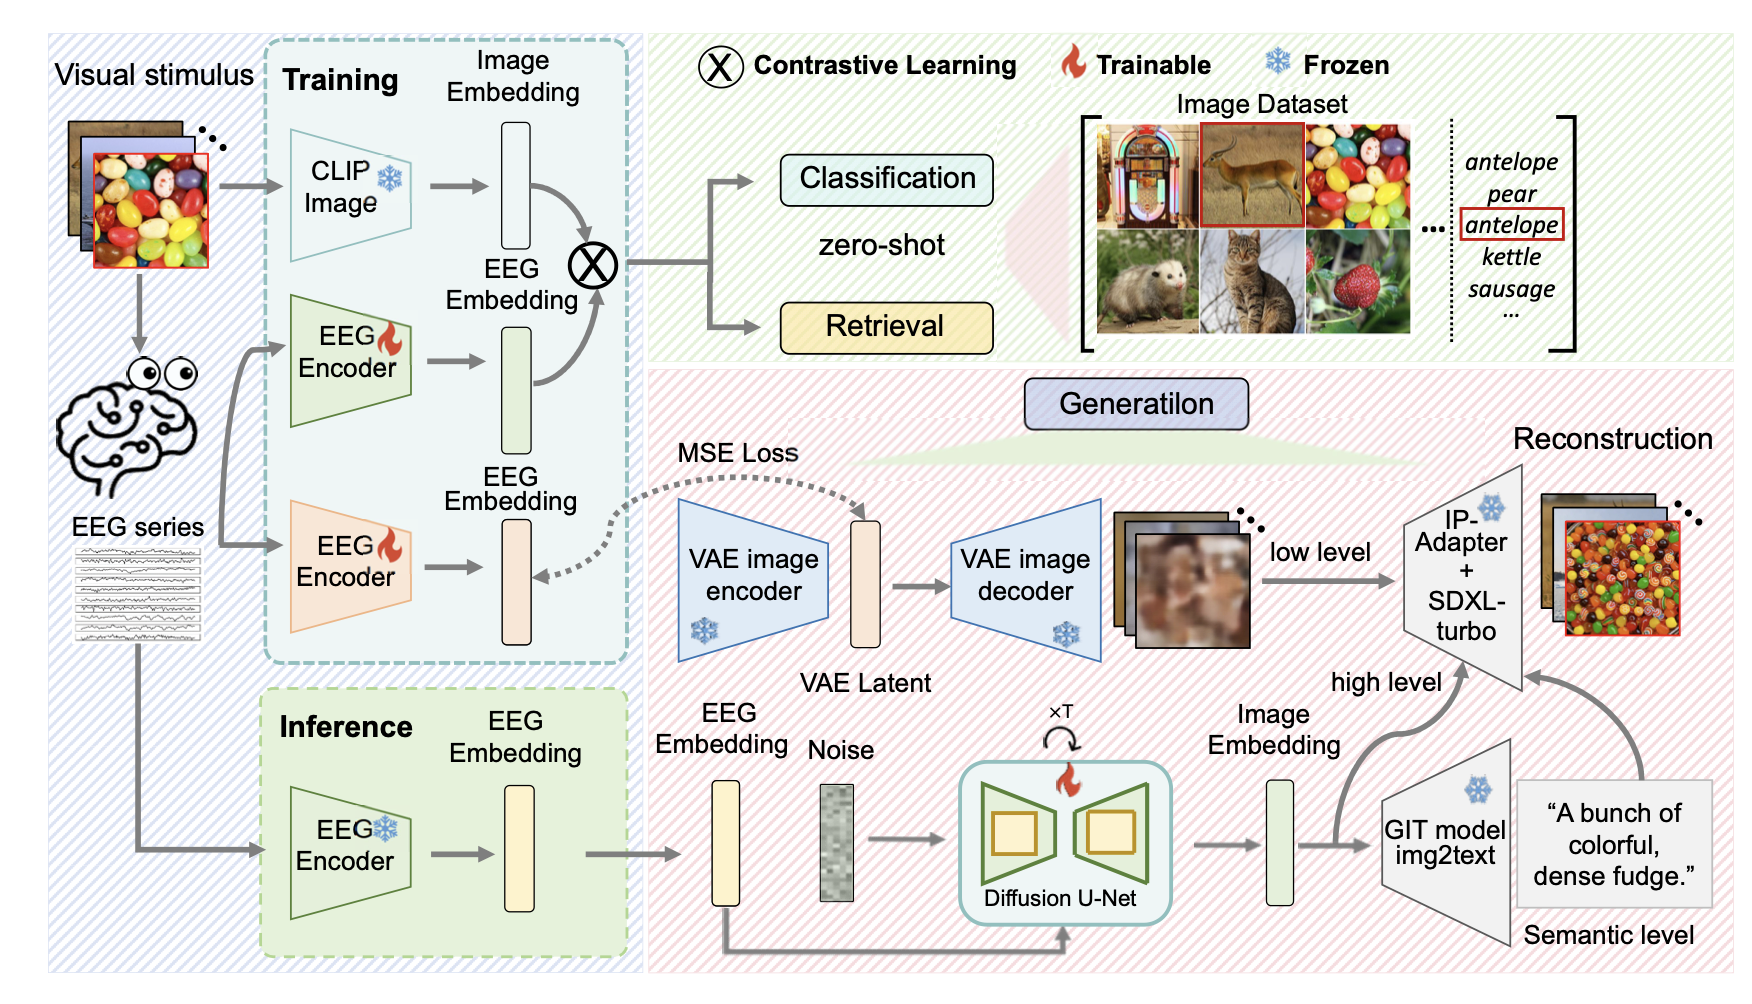 Visual stimulus
Training
Image
Embedding
CLIP
Image
EEG
Embedding
X
EEG
Encoder
EEG
Embedding
EEG
Encoder
EEG series
Inference
EEG
Embedding
EEG
Encoder
X Contrastive Learning
Trainable
Frozen
Classification
zero-shot
Retrieval
Image Dataset
...
antelope
pear
antelope
kettle
sausage
...
Generatilon
Reconstruction
MSE Loss
VAE image
encoder
VAE Latent
VAE image
decoder
low level
IP-
Adapter
+
SDXL-
turbo
high level
EEG
Embedding
Noise
×T
Diffusion U-Net
Image
Embedding
GIT model
img2text
“A bunch of
colorful,
dense fudge.”
Semantic level